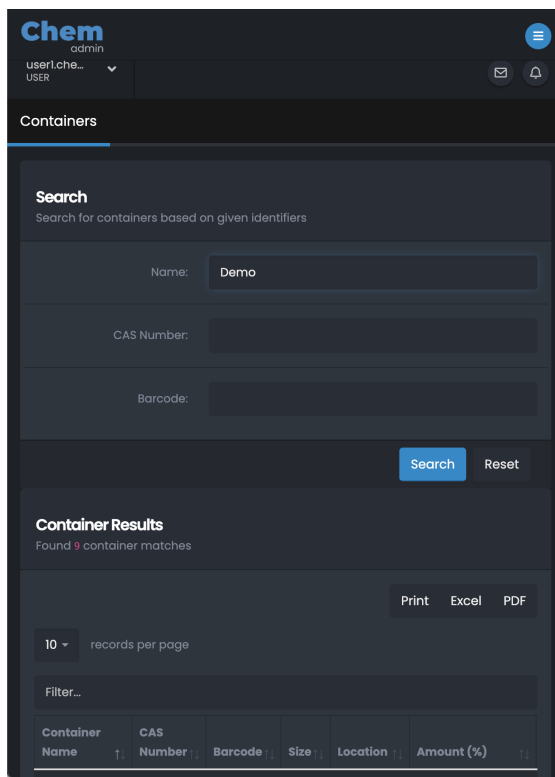 Chem
admin
user1.che...
USER
Containers
Search
Search for containers based on given identifiers
Name: Demo
CAS Number:
Barcode:
Search Reset
Container Results
Found 9 container matches
Print Excel PDF
10 records per page
Filter...
Container Name CAS Number Barcode Size Location Amount (%)